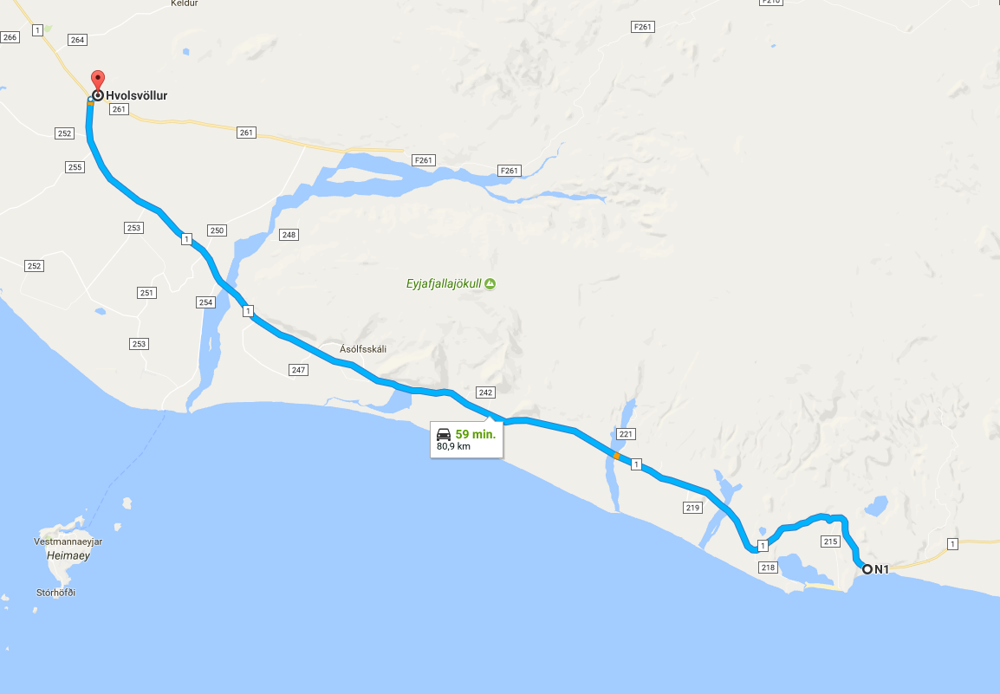 Keldur
F210
F261
1
266
264
Hvolsvöllur
261
252
261
F261
255
F261
253
1
250
248
252
Eyjafjallajökull
251
254
1
253
Ásólfsskáli
247
242
59 min.
80,9 km
221
1
219
Vestmannaeyjar
Heimaey
1
215
1
218
N1
Stórhöfði